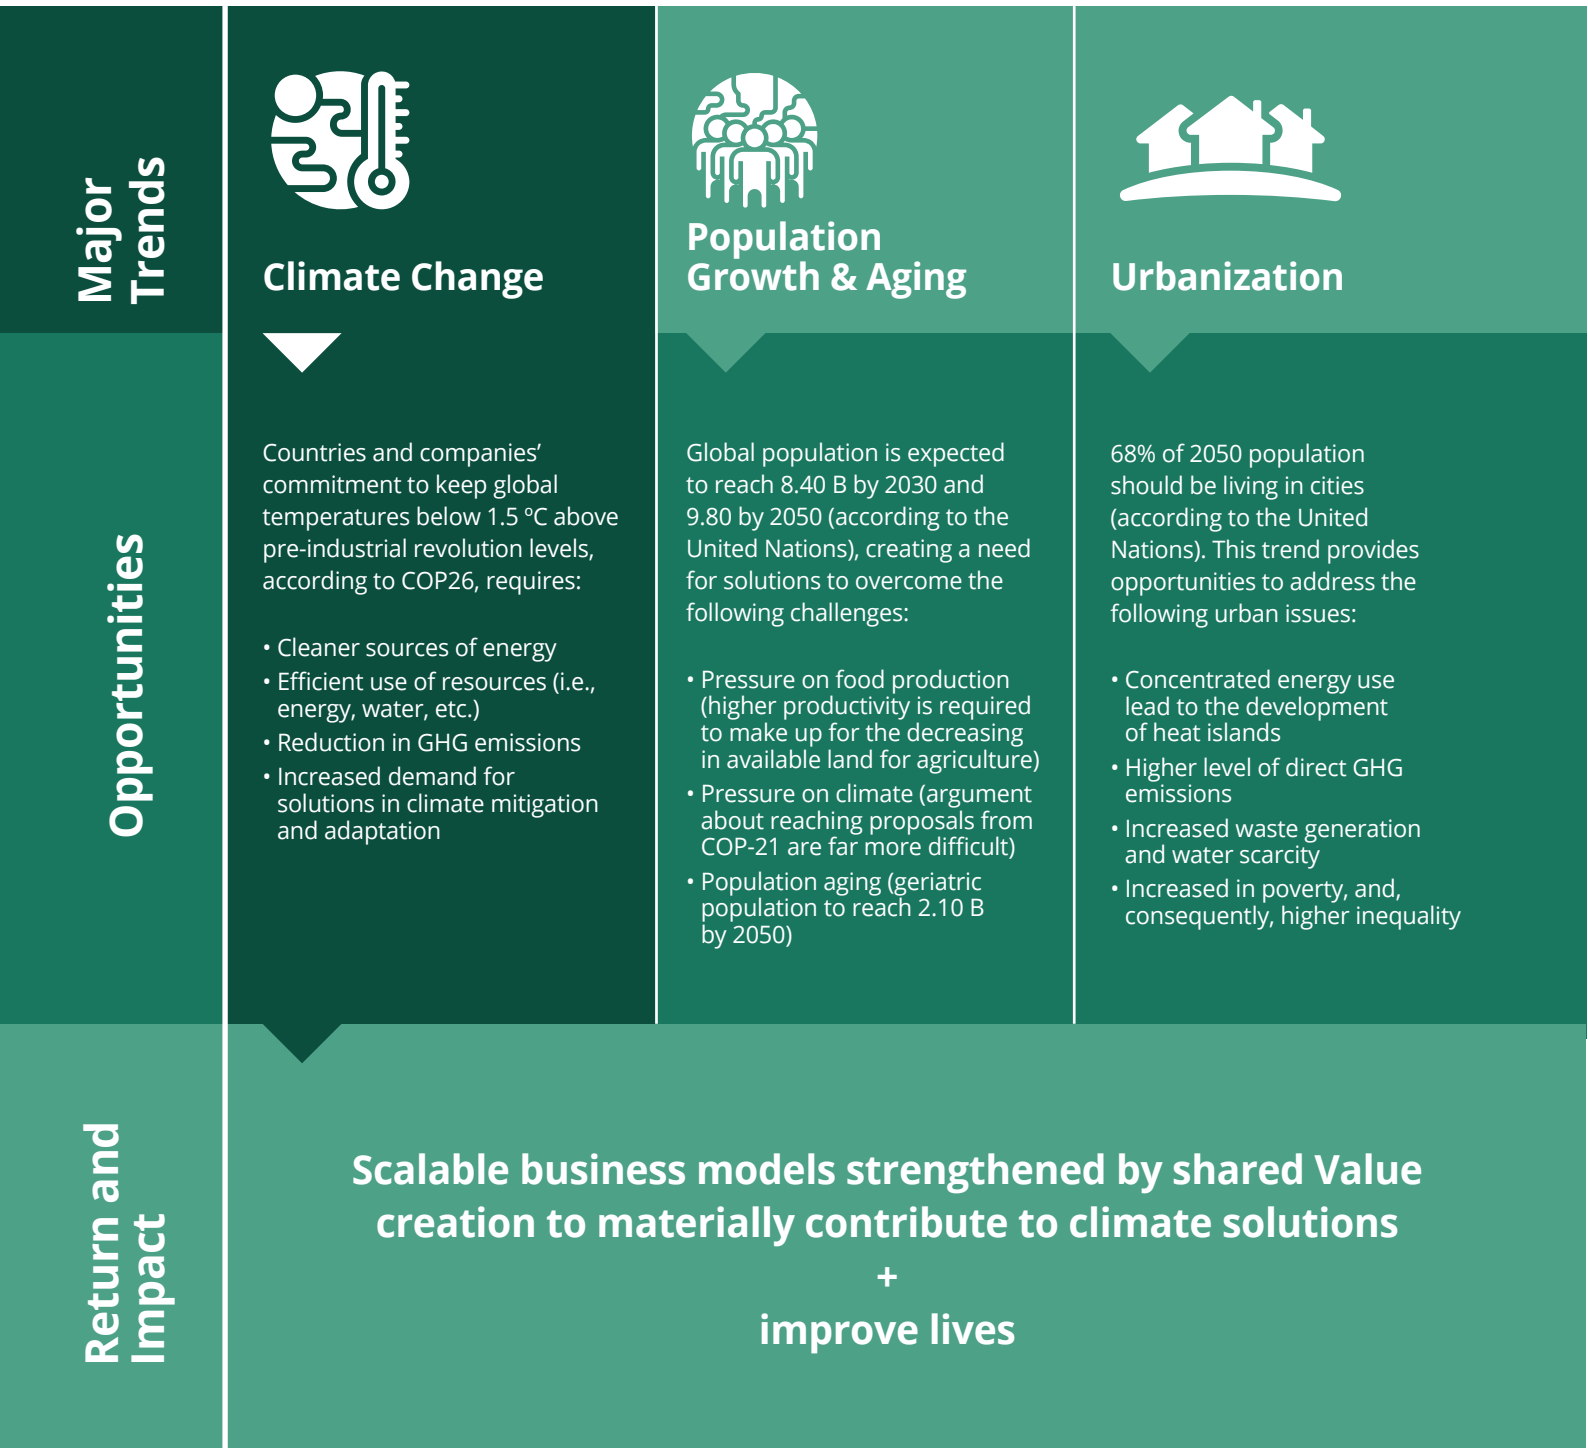 Major
Trends
Climate Change
Population
Growth & Aging
Urbanization
Opportunities
Countries and companies’
commitment to keep global
temperatures below 1.5 ºC above
pre-industrial revolution levels,
according to COP26, requires:
• Cleaner sources of energy
• Efficient use of resources (i.e.,
energy, water, etc.)
• Reduction in GHG emissions
• Increased demand for
solutions in climate mitigation
and adaptation
Global population is expected
to reach 8.40 B by 2030 and
9.80 by 2050 (according to the
United Nations), creating a need
for solutions to overcome the
following challenges:
• Pressure on food production
(higher productivity is required
to make up for the decreasing
in available land for agriculture)
• Pressure on climate (argument
about reaching proposals from
COP-21 are far more difficult)
• Population aging (geriatric
population to reach 2.10 B
by 2050)
68% of 2050 population
should be living in cities
(according to the United
Nations). This trend provides
opportunities to address the
following urban issues:
• Concentrated energy use
lead to the development
of heat islands
• Higher level of direct GHG
emissions
• Increased waste generation
and water scarcity
• Increased in poverty, and,
consequently, higher inequality
Return and
Impact
Scalable business models strengthened by shared Value
creation to materially contribute to climate solutions
+
improve lives